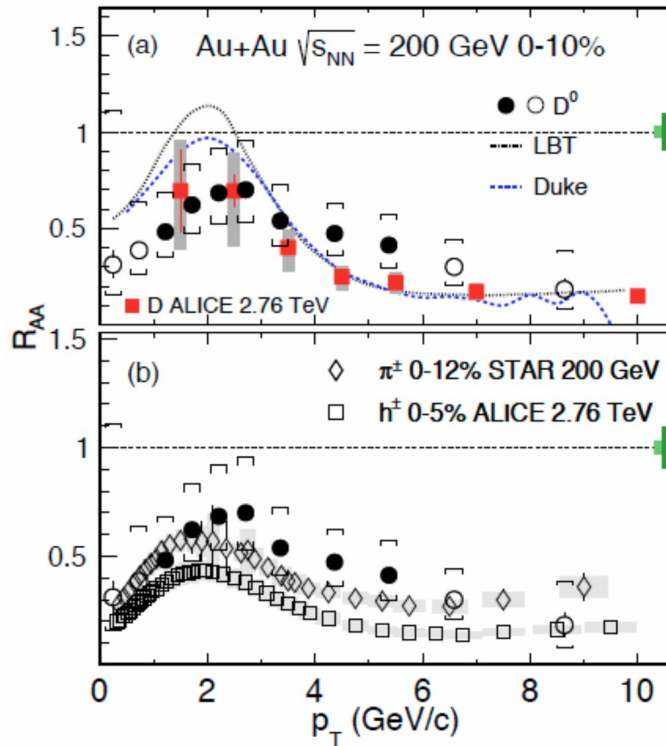 (a) Au+Au √sNN = 200 GeV 0-10%
D⁰
LBT
Duke
D ALICE 2.76 TeV
1.5
1
0.5
RAA
(b)
π± 0-12% STAR 200 GeV
h± 0-5% ALICE 2.76 TeV
1.5
1
0.5
0 2 4 6 8 10
pT (GeV/c)